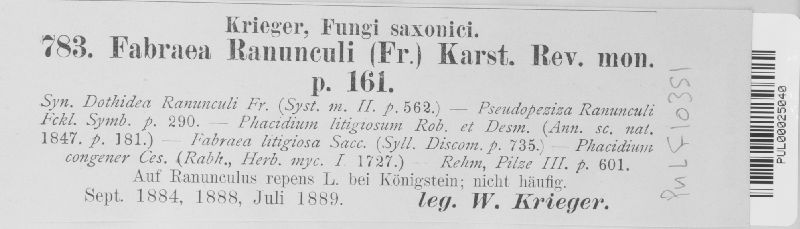 Krieger, Fungi saxonici.
783. Fabraea Ranunculi (Fr.) Karst. Rev. mon.
p. 161.
Syn. Dothidea Ranunculi Fr. (Syst. m. II. p. 562.) — Pseudopeziza Ranunculi
Fckl. Symb. p. 290. — Phacidium litigiosum Rob. et Desm. (Ann. sc. nat.
1847. p. 181.) — Fabraea litigiosa Sacc. (Syll. Discom. p. 735.) — Phacidium
congener Ces. (Rabh., Herb. myc. I. 1727.) — Rehm, Pilze III. p. 601.
Auf Ranunculus repens L. bei Königstein; nicht häufig.
Sept. 1884, 1888, Juli 1889. leg. W. Krieger.
PUL F10351
PUL00025040